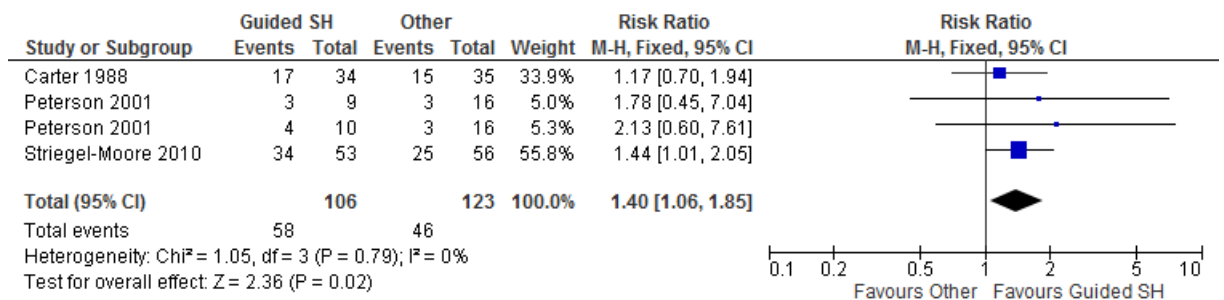 Guided SH Other Risk Ratio Risk Ratio
Study or Subgroup Events Total Events Total Weight M-H, Fixed, 95% CI M-H, Fixed, 95% CI
Carter 1988 17 34 15 35 33.9% 1.17 [0.70, 1.94]
Peterson 2001 3 9 3 16 5.0% 1.78 [0.45, 7.04]
Peterson 2001 4 10 3 16 5.3% 2.13 [0.60, 7.61]
Striegel-Moore 2010 34 53 25 56 55.8% 1.44 [1.01, 2.05]
Total (95% CI) 106 123 100.0% 1.40 [1.06, 1.85]
Total events 58 46
Heterogeneity: Chi² = 1.05, df = 3 (P = 0.79); I² = 0%
Test for overall effect: Z = 2.36 (P = 0.02)
0.1 0.2 0.5 1 2 5 10
Favours Other Favours Guided SH